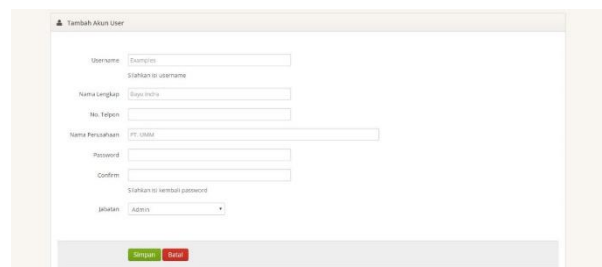 Tambah Akun User
Username Examples
Silahkan isi username
Nama Lengkap Bayu Indra
No. Telpon
Nama Perusahaan PT. UMM
Password
Confirm
Silahkan isi kembali password
Jabatan Admin
Simpan Batal